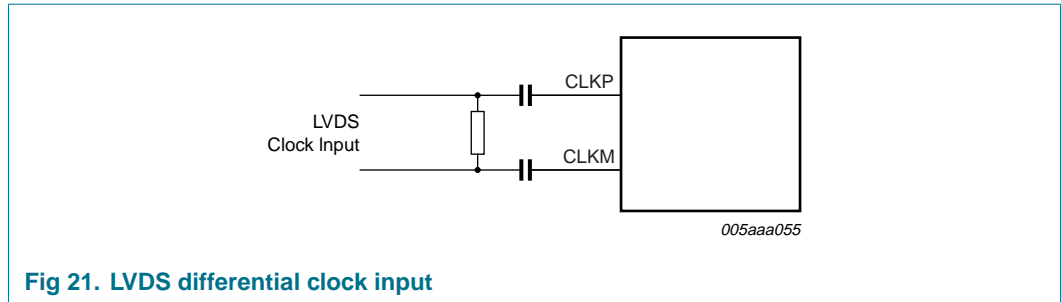 CLKP
LVDS
Clock Input
CLKM
005aaa055
Fig 21. LVDS differential clock input